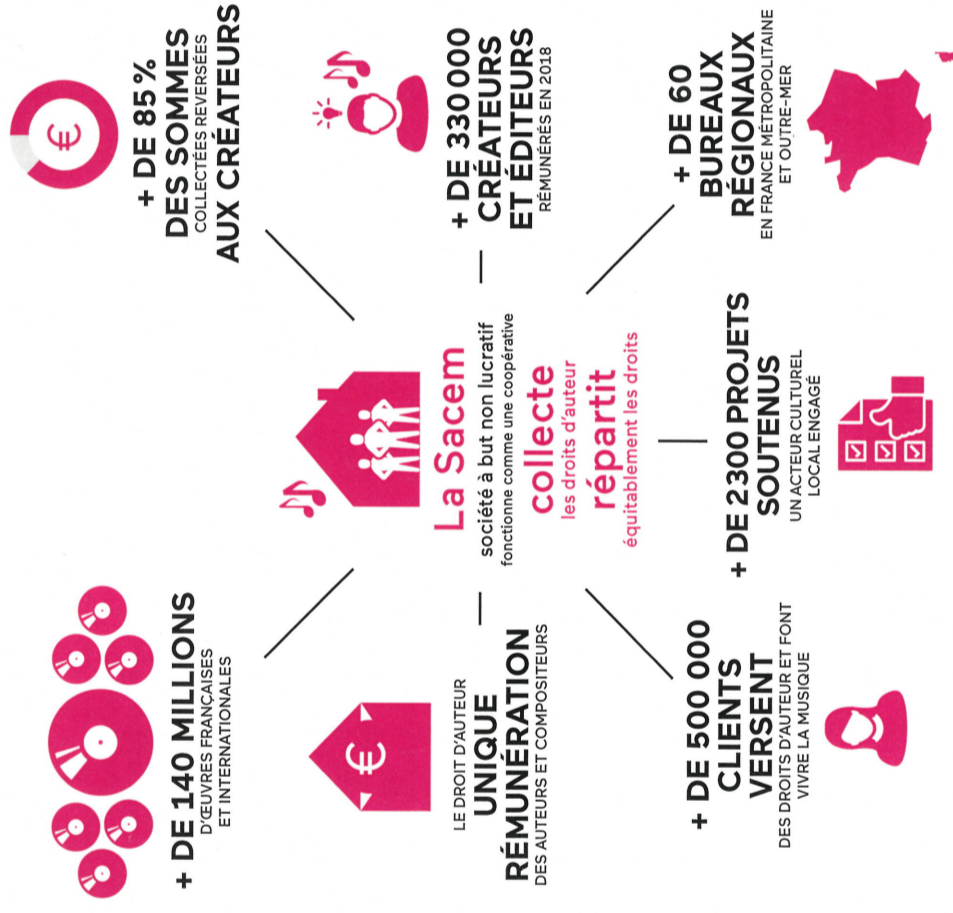 + DE 140 MILLIONS
D'ŒUVRES FRANÇAISES
ET INTERNATIONALES
+ DE 85 %
DES SOMMES
COLLECTÉES REVERSÉES
AUX CRÉATEURS
LE DROIT D'AUTEUR
UNIQUE
RÉMUNÉRATION
DES AUTEURS ET COMPOSITEURS
La Sacem
société à but non lucratif
fonctionne comme une coopérative
collecte
les droits d'auteur
répartit
équitablement les droits
+ DE 330 000
CRÉATEURS
ET ÉDITEURS
RÉMUNÉRÉS EN 2018
+ DE 500 000
CLIENTS
VERSENT
DES DROITS D'AUTEUR ET FONT
VIVRE LA MUSIQUE
+ DE 2300 PROJETS
SOUTENUS
UN ACTEUR CULTUREL
LOCAL ENGAGÉ
+ DE 60
BUREAUX
RÉGIONAUX
EN FRANCE MÉTROPOLITAINE
ET OUTRE-MER